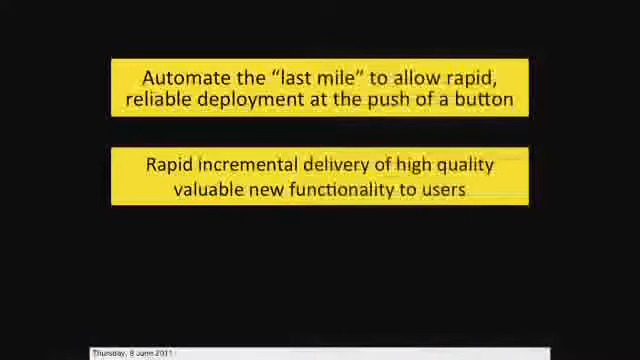 Automate the “last mile” to allow rapid,
reliable deployment at the push of a button
Rapid incremental delivery of high quality
valuable new functionality to users
Thursday, 9 June 2011